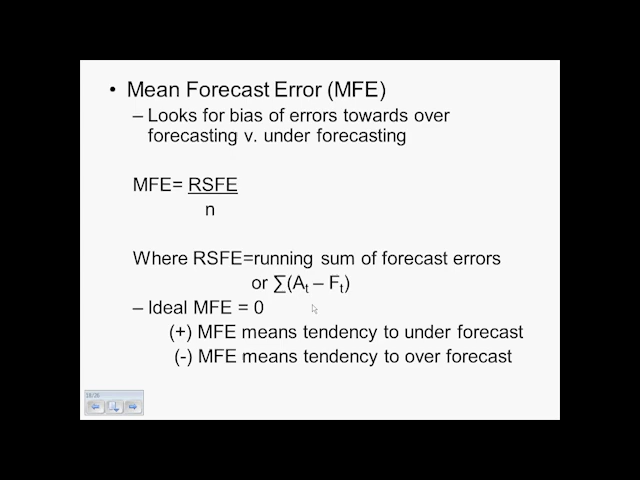 • Mean Forecast Error (MFE)
– Looks for bias of errors towards over
forecasting v. under forecasting
MFE= RSFE
n
Where RSFE=running sum of forecast errors
or ∑(At – Ft)
– Ideal MFE = 0
(+) MFE means tendency to under forecast
(-) MFE means tendency to over forecast
18/26